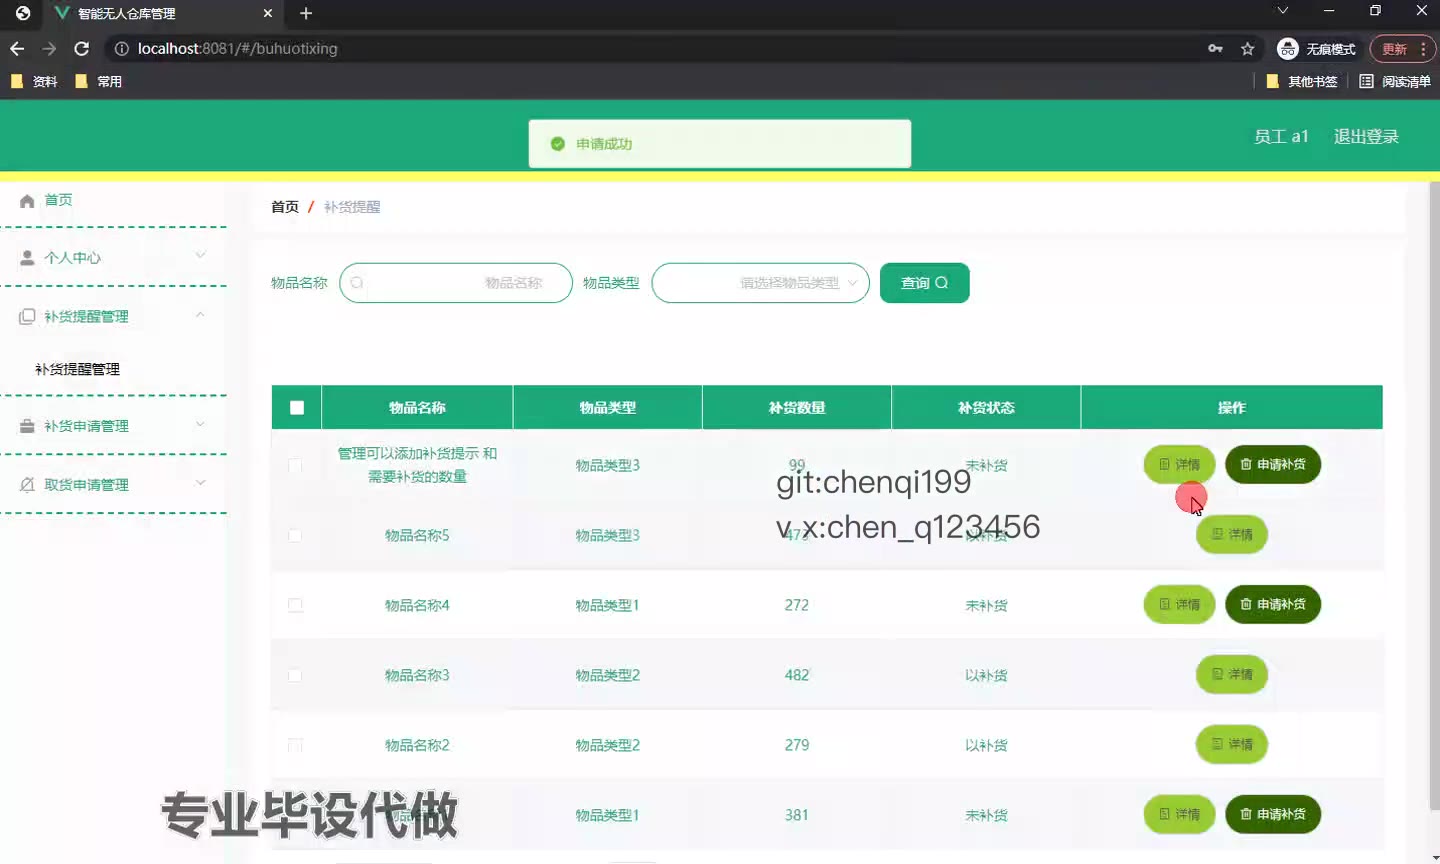 智能无人仓库管理
localhost:8081/#/buhuotixing
无痕模式
更新
资料
常用
其他书签
阅读清单
申请成功
员工 a1
退出登录
首页
个人中心
补货提醒管理
补货提醒管理
补货申请管理
取货申请管理
首页 / 补货提醒
物品名称 物品名称 物品类型 请选择物品类型 查询
物品名称 物品类型 补货数量 补货状态 操作
管理可以添加补货提示 和
需要补货的数量 物品类型3 99 未补货 详情 申请补货
git:chenqi199
物品名称5 物品类型3 详情
v x:chen_q123456
物品名称4 物品类型1 272 未补货 详情 申请补货
物品名称3 物品类型2 482 以补货 详情
物品名称2 物品类型2 279 以补货 详情
物品类型1 381 未补货 详情 申请补货
专业毕设代做